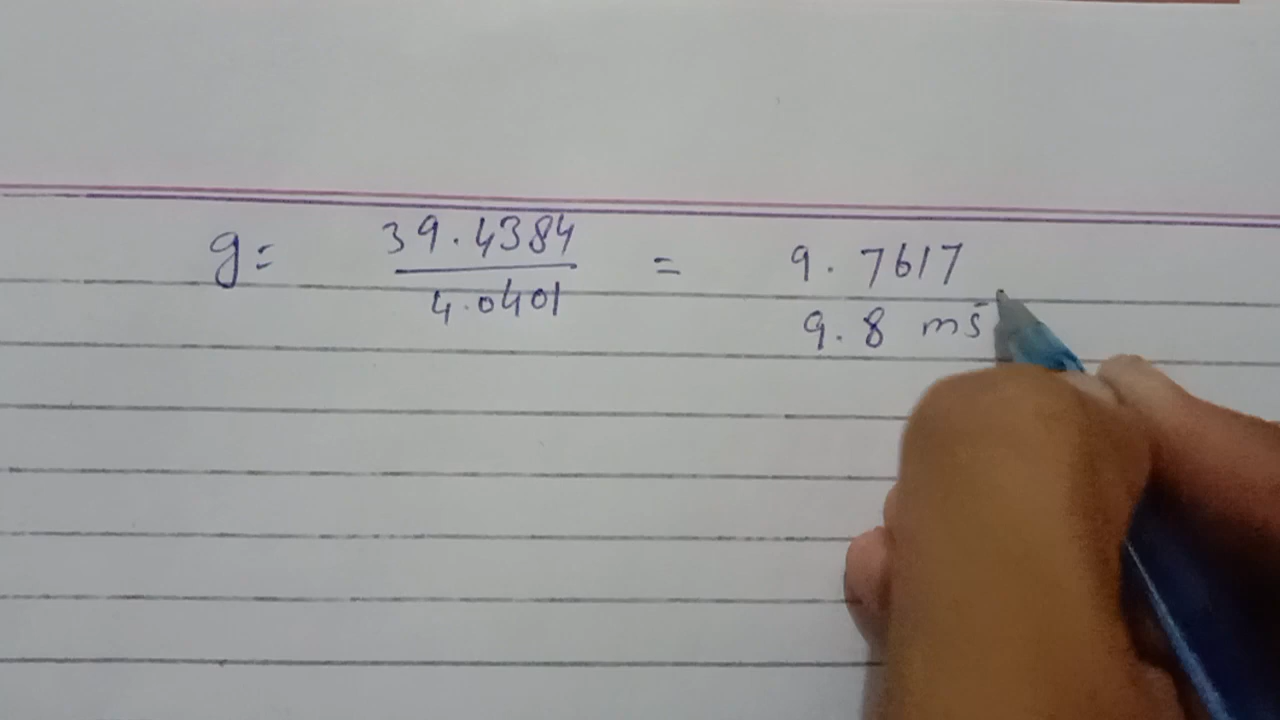 g = 39.4384 / 4.0401 = 9.7617
9.8 ms⁻